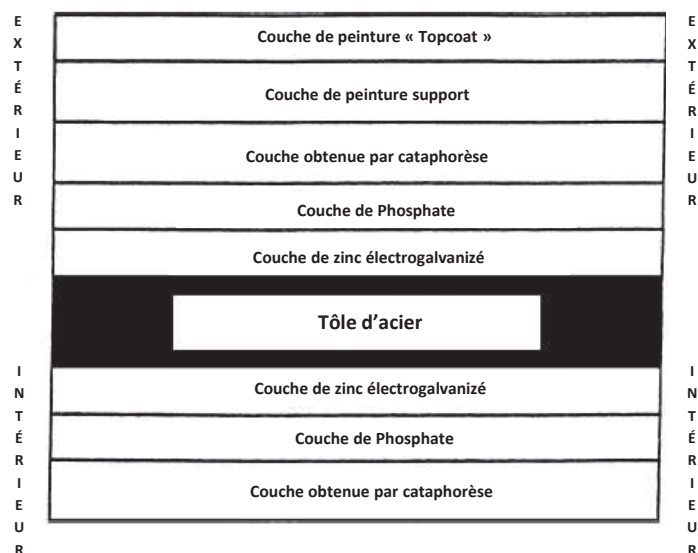 EXTÉRIEUR
EXTÉRIEUR
Couche de peinture « Topcoat »
Couche de peinture support
Couche obtenue par cataphorèse
Couche de Phosphate
Couche de zinc électrogalvanizé
Tôle d’acier
INTÉRIEUR
INTÉRIEUR
Couche de zinc électrogalvanizé
Couche de Phosphate
Couche obtenue par cataphorèse